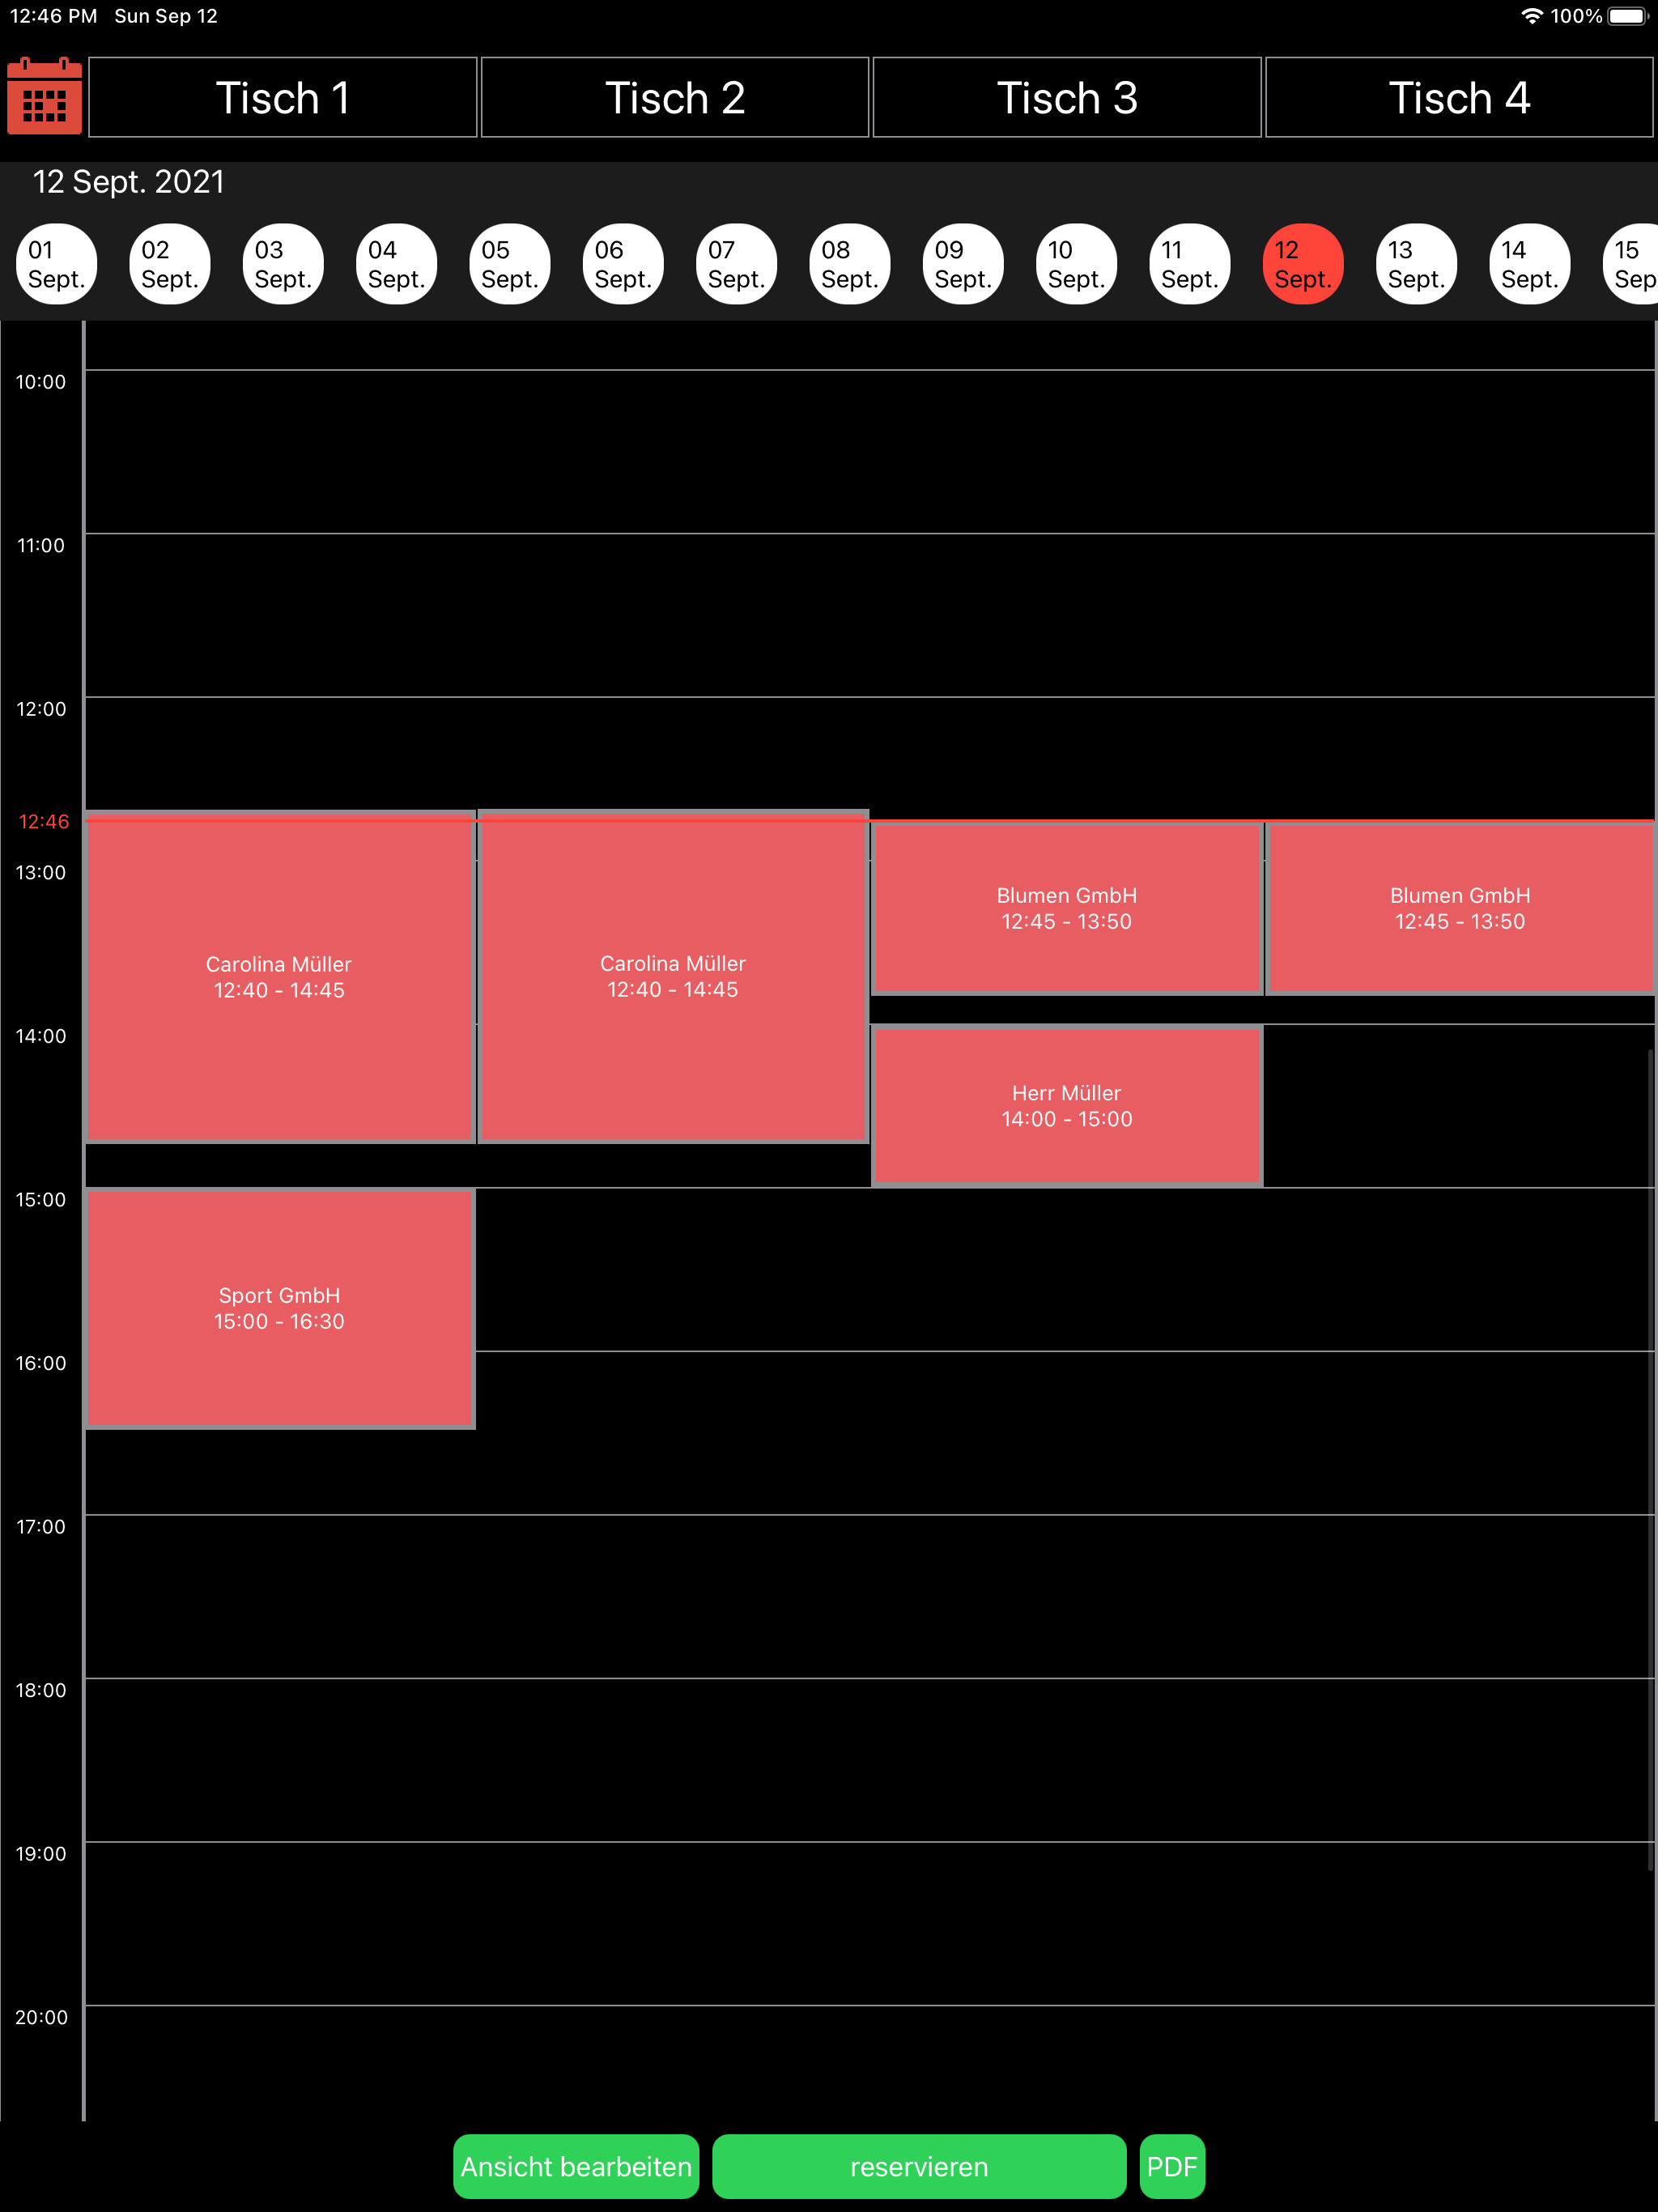 12:46 PM Sun Sep 12
100%
Tisch 1
Tisch 2
Tisch 3
Tisch 4
12 Sept. 2021
01 Sept.
02 Sept.
03 Sept.
04 Sept.
05 Sept.
06 Sept.
07 Sept.
08 Sept.
09 Sept.
10 Sept.
11 Sept.
12 Sept.
13 Sept.
14 Sept.
15 Sep
10:00
11:00
12:00
12:46
13:00
Blumen GmbH
12:45 - 13:50
Blumen GmbH
12:45 - 13:50
Carolina Müller
12:40 - 14:45
Carolina Müller
12:40 - 14:45
14:00
Herr Müller
14:00 - 15:00
15:00
Sport GmbH
15:00 - 16:30
16:00
17:00
18:00
19:00
20:00
Ansicht bearbeiten
reservieren
PDF